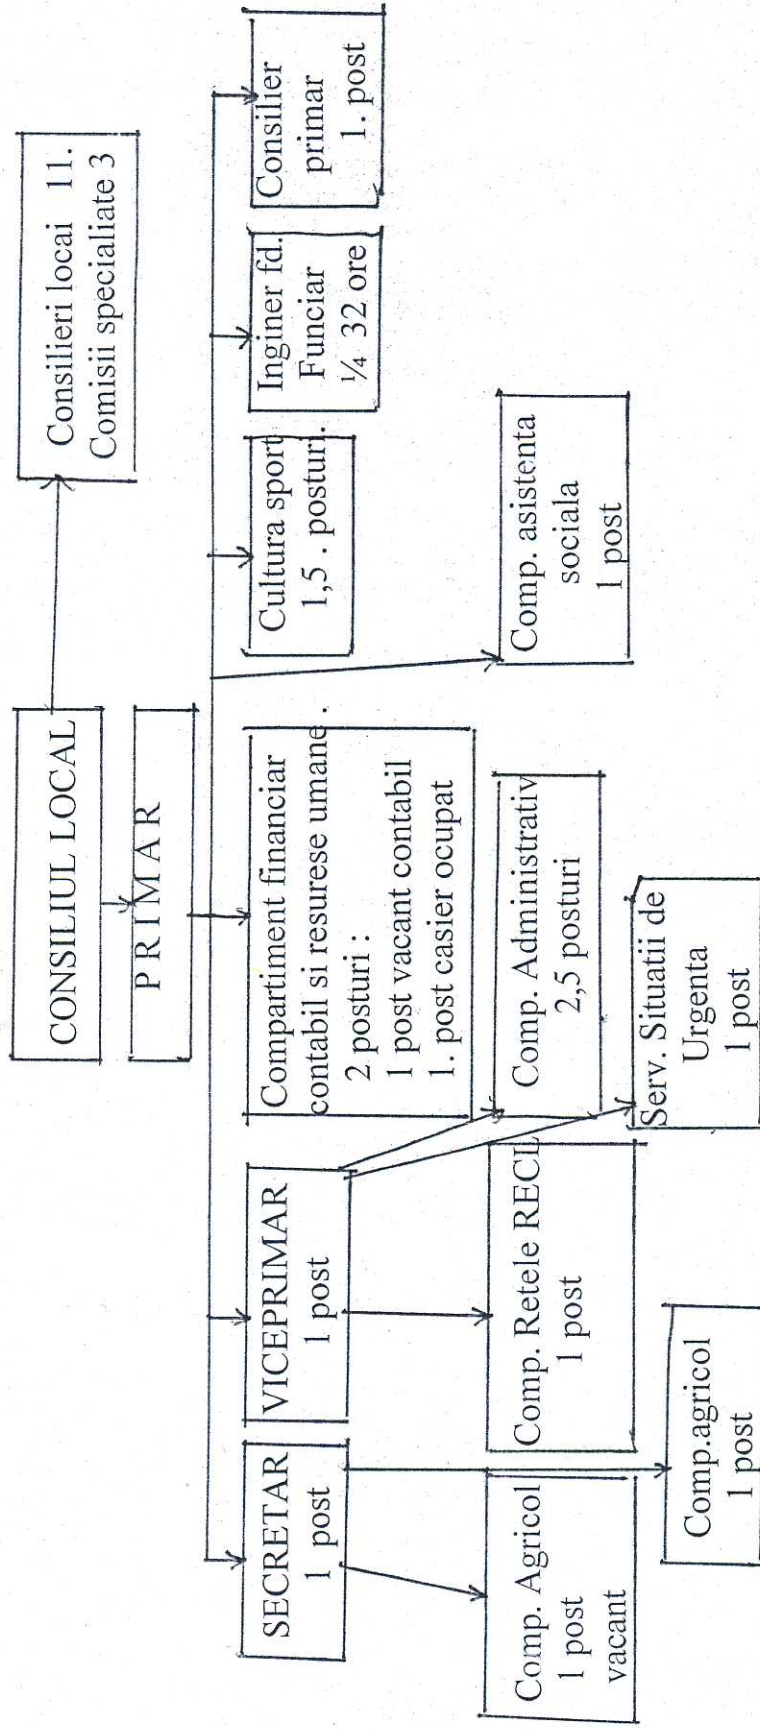 CONSILIUL LOCAL
Consilieri locai 11.
Comisii specialiate 3
PRIMAR
SECRETAR
1 post
VICEPRIMAR
1 post
Compartiment financiar
contabil si resurese umane .
2 posturi :
1 post vacant contabil
1. post casier ocupat
Cultura sport
1,5 . posturi.
Inginer fd.
Funciar
¼ 32 ore
Consilier
primar
1. post
Comp. Agricol
1 post
vacant
Comp. Retele RECL
1 post
Comp. Administrativ
2,5 posturi
Comp. asistenta
sociala
1 post
Comp.agricol
1 post
Serv. Situatii de
Urgenta
1 post